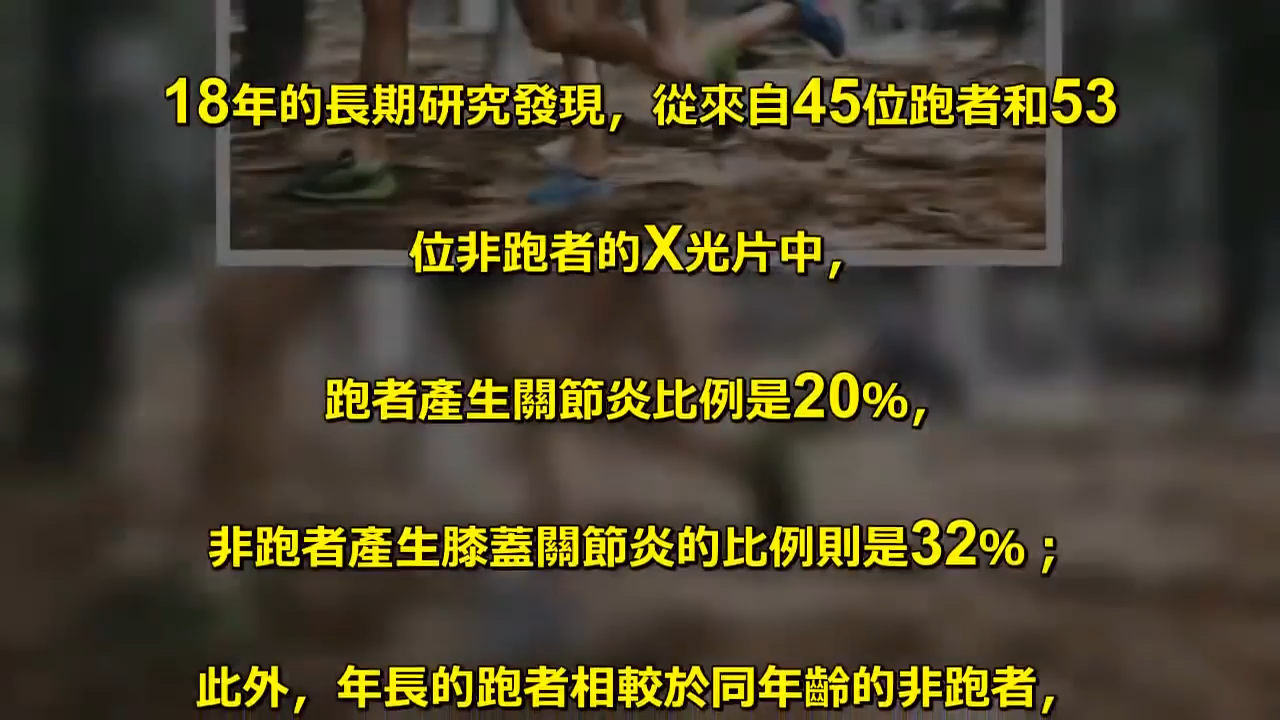 18年的長期研究發現，從來自45位跑者和53
位非跑者的X光片中，
跑者產生關節炎比例是20%，
非跑者產生膝蓋關節炎的比例則是32%；
此外，年長的跑者相較於同年齡的非跑者，